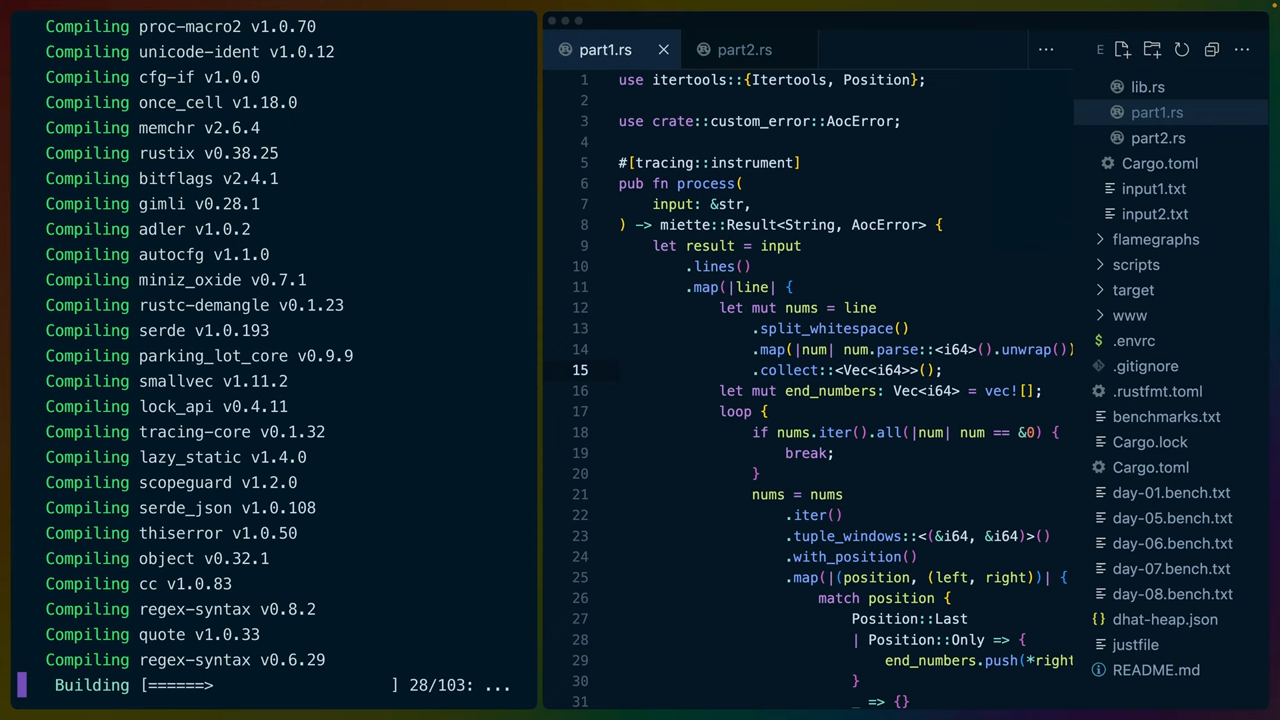 Compiling proc-macro2 v1.0.70
Compiling unicode-ident v1.0.12
Compiling cfg-if v1.0.0
Compiling once_cell v1.18.0
Compiling memchr v2.6.4
Compiling rustix v0.38.25
Compiling bitflags v2.4.1
Compiling gimli v0.28.1
Compiling adler v1.0.2
Compiling autocfg v1.1.0
Compiling miniz_oxide v0.7.1
Compiling rustc-demangle v0.1.23
Compiling serde v1.0.193
Compiling parking_lot_core v0.9.9
Compiling smallvec v1.11.2
Compiling lock_api v0.4.11
Compiling tracing-core v0.1.32
Compiling lazy_static v1.4.0
Compiling scopeguard v1.2.0
Compiling serde_json v1.0.108
Compiling thiserror v1.0.50
Compiling object v0.32.1
Compiling cc v1.0.83
Compiling regex-syntax v0.8.2
Compiling quote v1.0.33
Compiling regex-syntax v0.6.29
Building [======>                    ] 28/103: ...
part1.rs
part2.rs
1 use itertools::{Itertools, Position};
2
3 use crate::custom_error::AocError;
4
5 #[tracing::instrument]
6 pub fn process(
7     input: &str,
8 ) -> miette::Result<String, AocError> {
9     let result = input
10         .lines()
11         .map(|line| {
12             let mut nums = line
13                 .split_whitespace()
14                 .map(|num| num.parse::<i64>().unwrap())
15                 .collect::<Vec<i64>>();
16             let mut end_numbers: Vec<i64> = vec![];
17             loop {
18                 if nums.iter().all(|num| num == &0) {
19                     break;
20                 }
21                 nums = nums
22                     .iter()
23                     .tuple_windows::<(&i64, &i64)>()
24                     .with_position()
25                     .map(|(position, (left, right))| {
26                         match position {
27                             Position::Last
28                             | Position::Only => {
29                                 end_numbers.push(*right
30                             }
31                             _ => {}
E
lib.rs
part1.rs
part2.rs
Cargo.toml
input1.txt
input2.txt
flamegraphs
scripts
target
www
.envrc
.gitignore
.rustfmt.toml
benchmarks.txt
Cargo.lock
Cargo.toml
day-01.bench.txt
day-05.bench.txt
day-06.bench.txt
day-07.bench.txt
day-08.bench.txt
dhat-heap.json
justfile
README.md